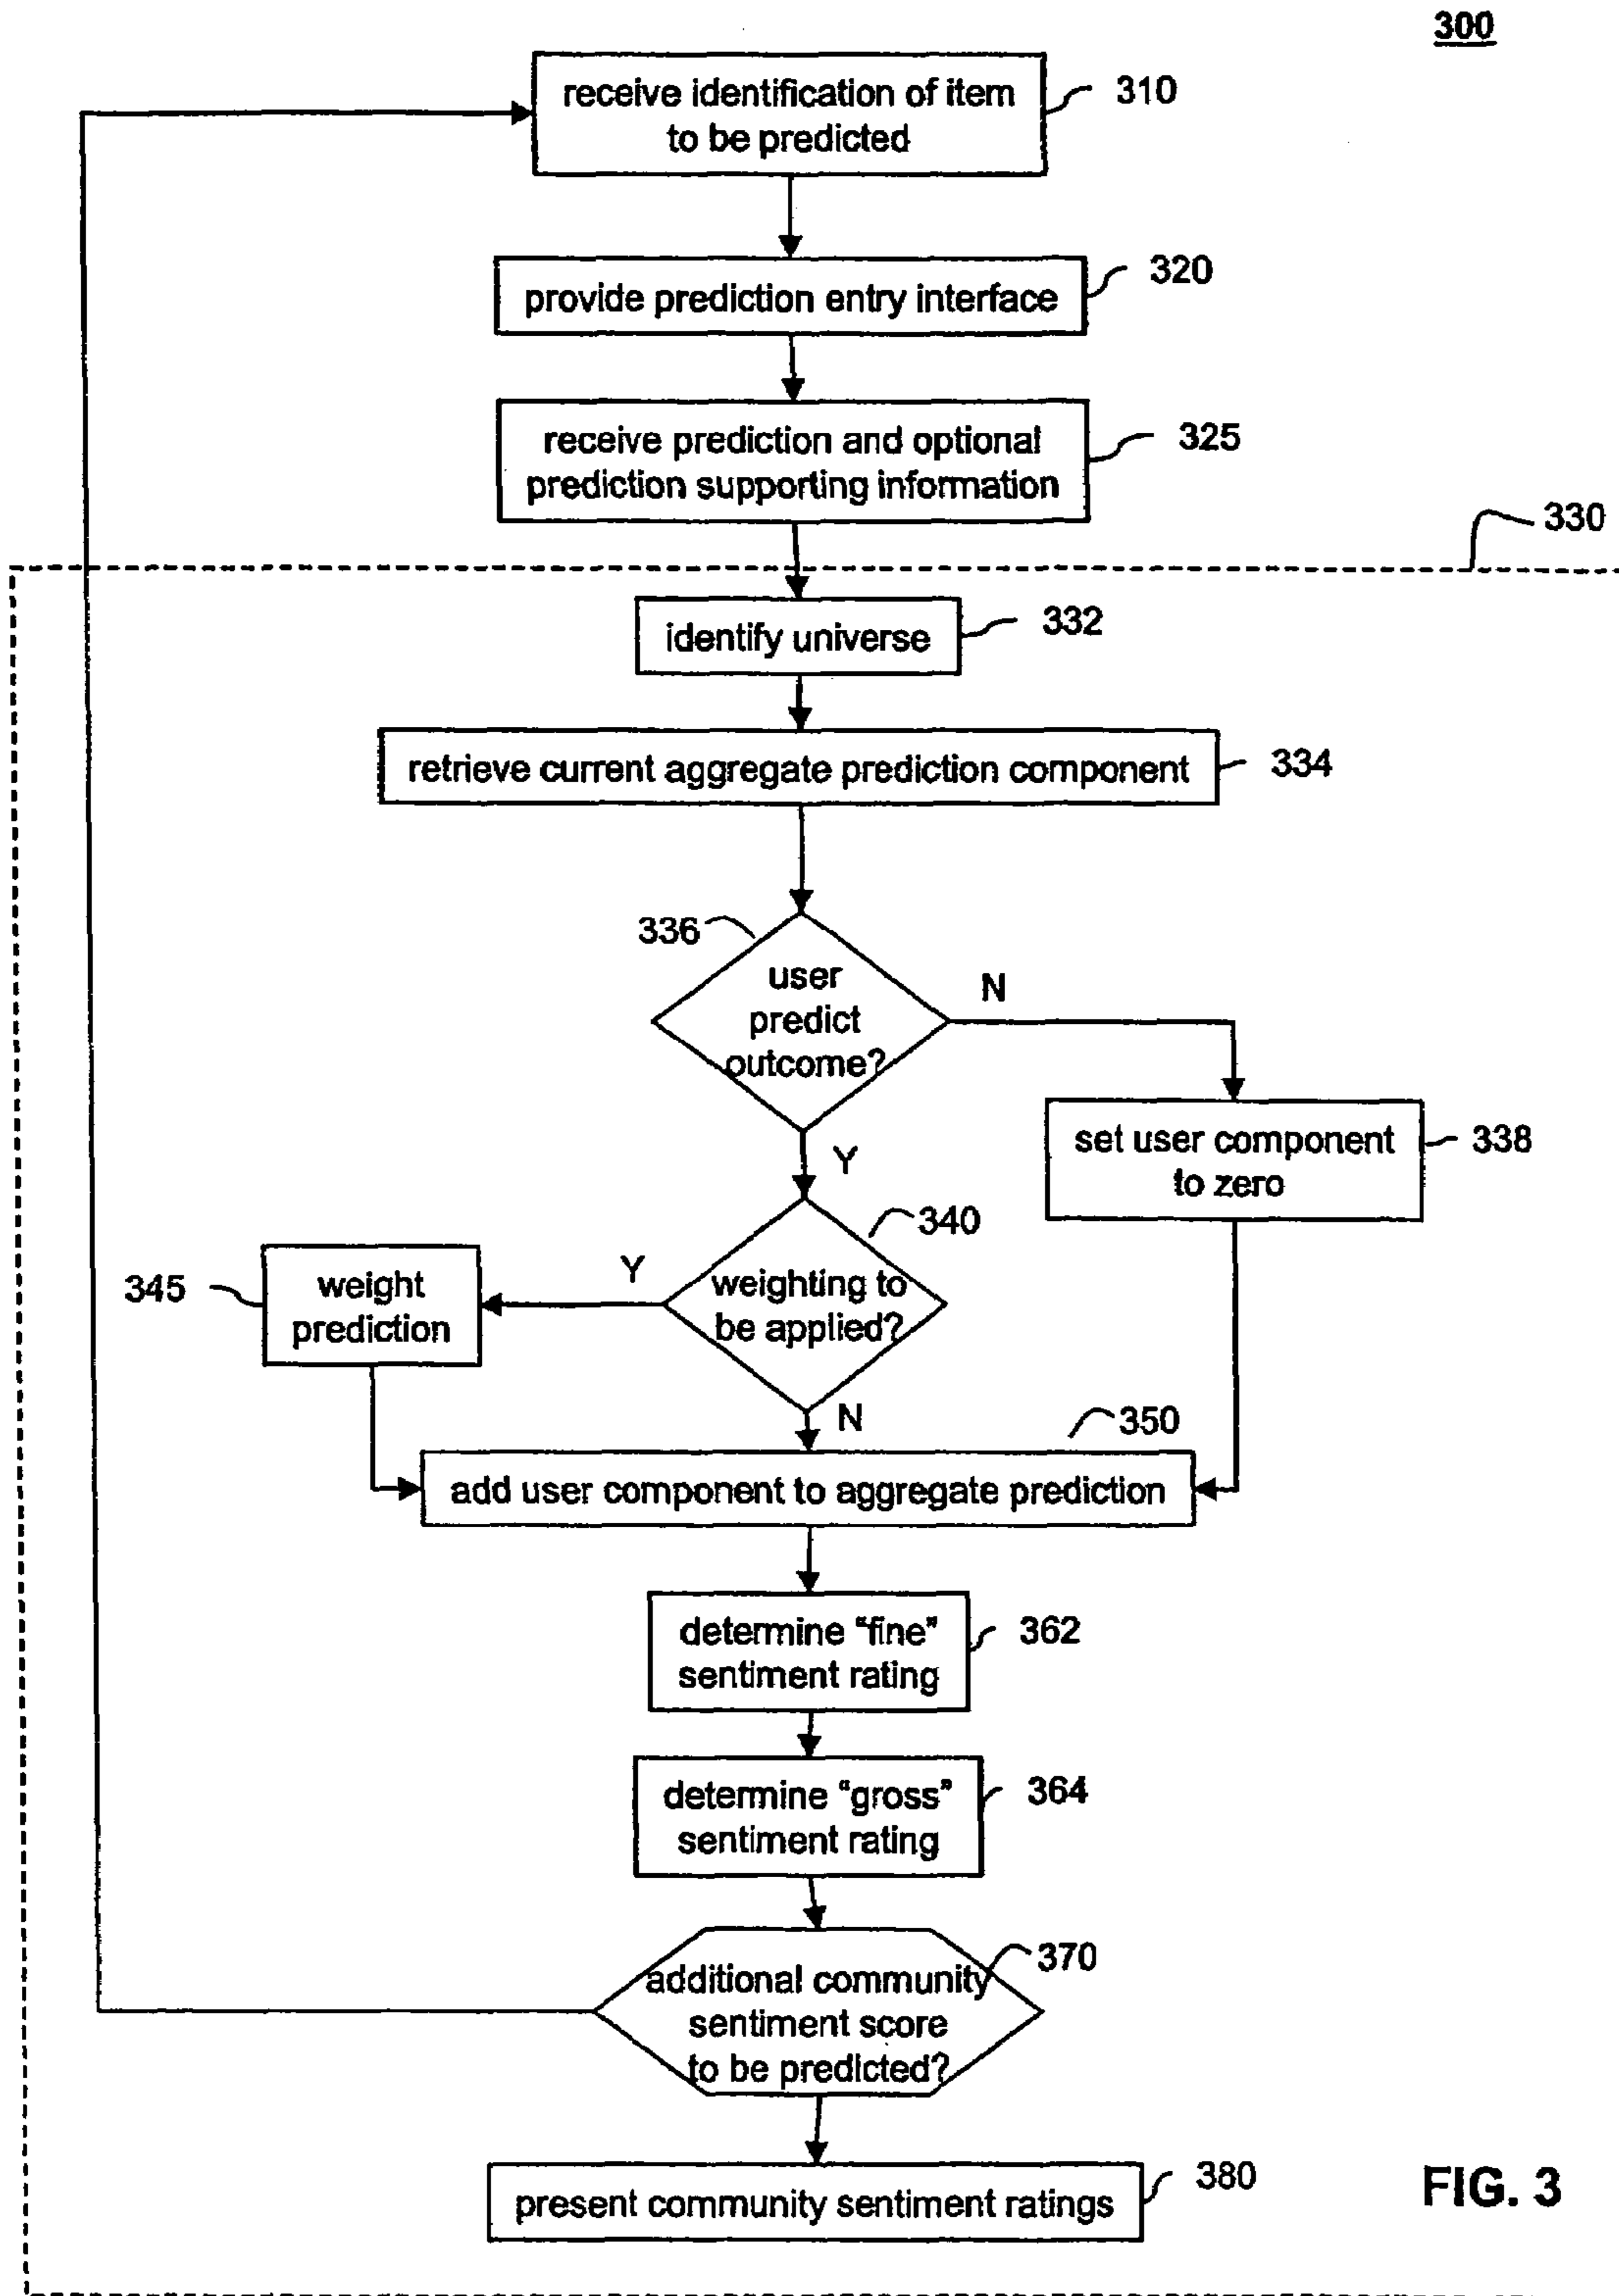 300
receive identification of item
to be predicted
310
provide prediction entry interface
320
receive prediction and optional
prediction supporting information
325
330
identify universe
332
retrieve current aggregate prediction component
334
336
user
predict
outcome?
N
Y
set user component
to zero
338
340
weighting to
be applied?
Y
345
weight
prediction
N
350
add user component to aggregate prediction
determine “fine”
sentiment rating
362
determine “gross”
sentiment rating
364
additional community
sentiment score
to be predicted?
370
present community sentiment ratings
380
FIG. 3